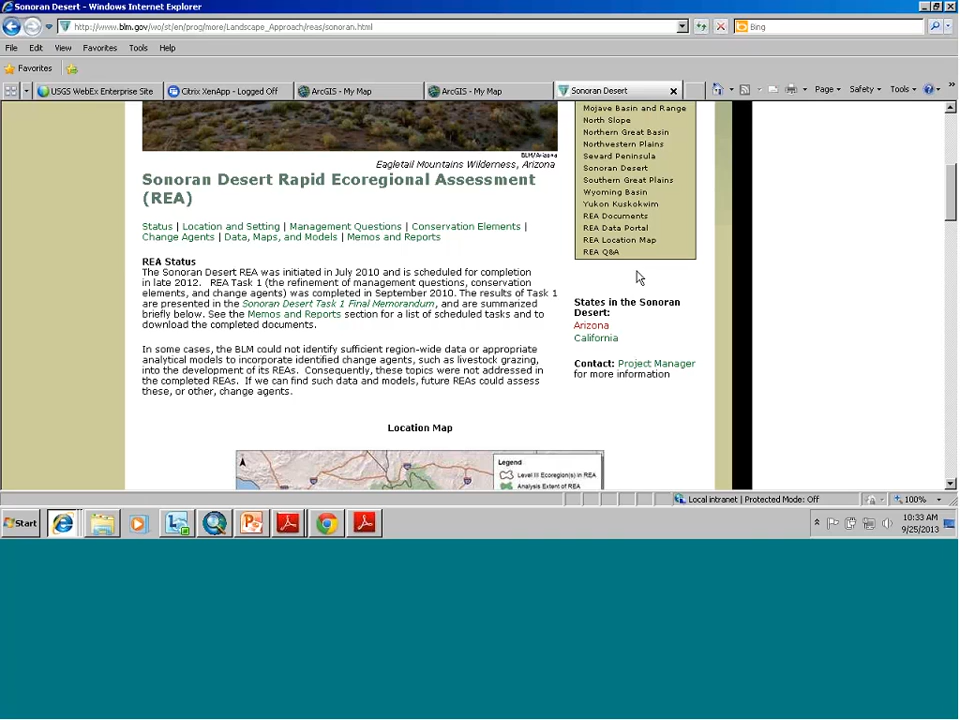 Sonoran Desert - Windows Internet Explorer
http://www.blm.gov/wo/st/en/prog/more/Landscape_Approach/reas/sonoran.html
Bing
File Edit View Favorites Tools Help
Favorites
USGS WebEx Enterprise Site
Citrix XenApp - Logged Off
ArcGIS - My Map
ArcGIS - My Map
Sonoran Desert
Page Safety Tools
BLM/Arizona
Eagletail Mountains Wilderness, Arizona
Sonoran Desert Rapid Ecoregional Assessment
(REA)
Status | Location and Setting | Management Questions | Conservation Elements |
Change Agents | Data, Maps, and Models | Memos and Reports
REA Status
The Sonoran Desert REA was initiated in July 2010 and is scheduled for completion
in late 2012. REA Task 1 (the refinement of management questions, conservation
elements, and change agents) was completed in September 2010. The results of Task 1
are presented in the Sonoran Desert Task 1 Final Memorandum, and are summarized
briefly below. See the Memos and Reports section for a list of scheduled tasks and to
download the completed documents.
In some cases, the BLM could not identify sufficient region-wide data or appropriate
analytical models to incorporate identified change agents, such as livestock grazing,
into the development of its REAs. Consequently, these topics were not addressed in
the completed REAs. If we can find such data and models, future REAs could assess
these, or other, change agents.
Location Map
Legend
Level III Ecoregion(s) in REA
Analysis Extent of REA
Mojave Basin and Range
North Slope
Northern Great Basin
Northwestern Plains
Seward Peninsula
Sonoran Desert
Southern Great Plains
Wyoming Basin
Yukon Kuskokwim
REA Documents
REA Data Portal
REA Location Map
REA Q&A
States in the Sonoran
Desert:
Arizona
California
Contact: Project Manager
for more information
Local intranet | Protected Mode: Off
100%
Start
10:33 AM
9/25/2013